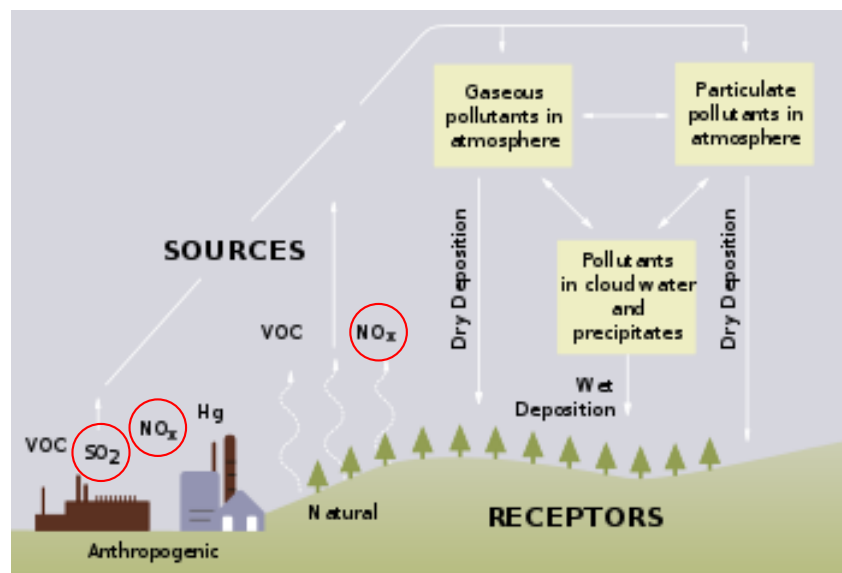 Gaseous
pollutants in
atmosphere
Particulate
pollutants in
atmosphere
SOURCES
Dry Deposition
Pollutants
in cloud water
and
precipitates
Dry Deposition
VOC
NOx
Wet
Deposition
VOC
SO2
NOx
Hg
Natural
RECEPTORS
Anthropogenic